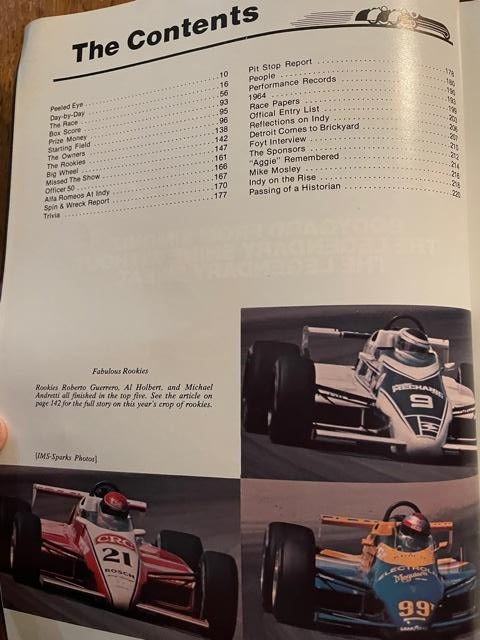 The Contents
Peeled Eye ........ 10
Day-by-Day ........ 16
The Race ........ 56
Box Score ........ 93
Prize Money ........ 95
Starting Field ........ 96
The Owners ........ 138
The Rookies ........ 142
Big Wheel ........ 147
Missed The Show ........ 161
Officer 50 ........ 166
Alfa Romeos At Indy ........ 167
Spin & Wreck Report ........ 170
Trivia ........ 177
Pit Stop Report ........ 178
People ........ 180
Performance Records ........ 190
1964 ........ 193
Race Papers ........ 199
Offical Entry List ........ 203
Reflections on Indy ........ 206
Detroit Comes to Brickyard ........ 207
Foyt Interview ........ 210
The Sponsors ........ 212
"Aggie" Remembered ........ 214
Mike Mosley ........ 216
Indy on the Rise ........ 218
Passing of a Historian ........ 220
Fabulous Rookies
Rookies Roberto Guerrero, Al Holbert, and Michael
Andretti all finished in the top five. See the article on
page 142 for the full story on this year's crop of rookies.
[IMS-Sparks Photos]
9
CRC
21
BOSCH
99